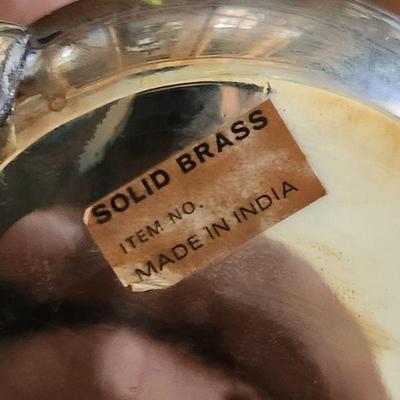 SOLID BRASS
ITEM NO.
MADE IN INDIA